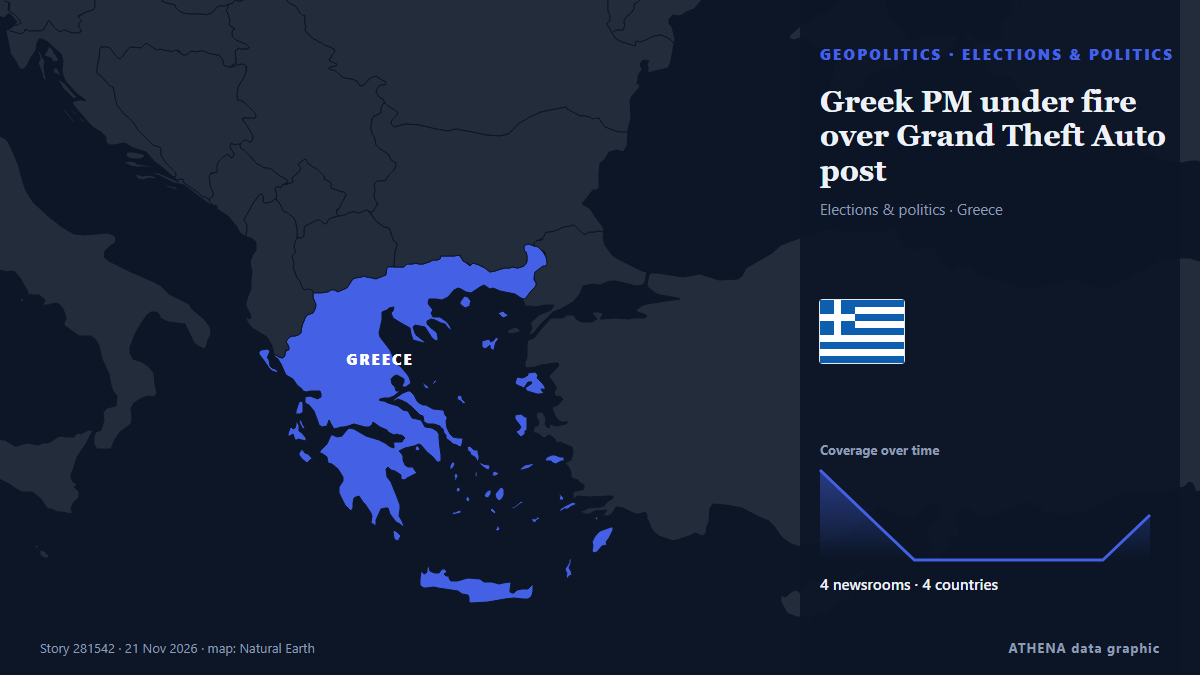 GEOPOLITICS · ELECTIONS & POLITICS
Greek PM under fire
over Grand Theft Auto
post
Elections & politics · Greece
GREECE
Coverage over time
4 newsrooms · 4 countries
Story 281542 · 21 Nov 2026 · map: Natural Earth
ATHENA data graphic